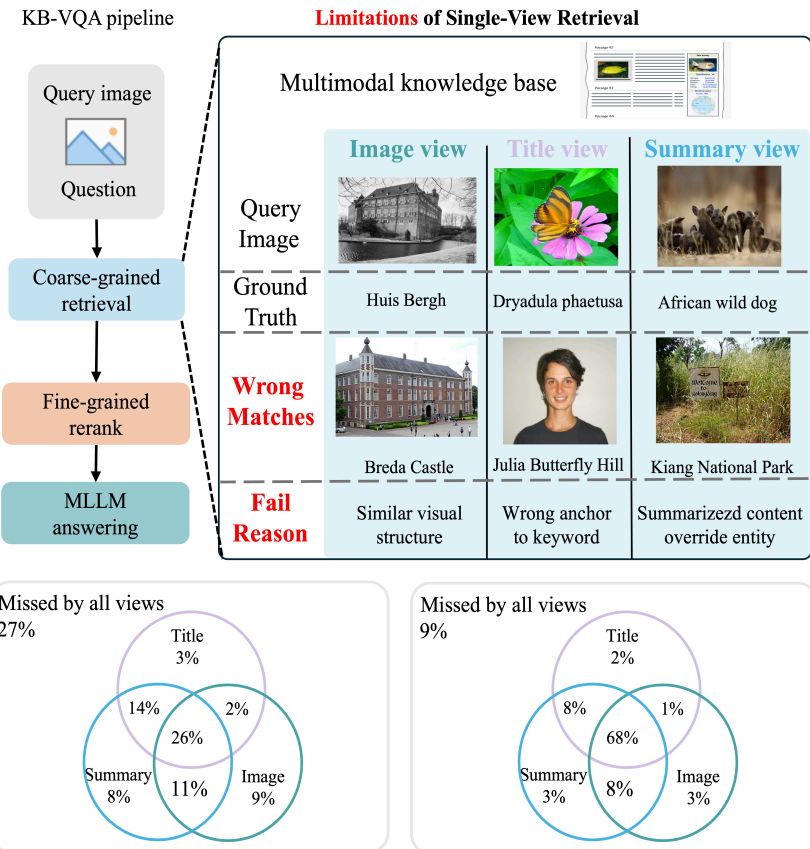 KB-VQA pipeline
Limitations of Single-View Retrieval
Query image
Question
Coarse-grained
retrieval
Fine-grained
rerank
MLLM
answering
Multimodal knowledge base
Image view
Title view
Summary view
Query
Image
Ground
Truth
Huis Bergh
Dryadula phaetusa
African wild dog
Wrong
Matches
Welcome
to
Breda Castle
Julia Butterfly Hill
Kiang National Park
Fail
Reason
Similar visual
structure
Wrong anchor
to keyword
Summarizezd content
override entity
Missed by all views
27%
Title
3%
14%
2%
26%
Summary
8%
11%
Image
9%
Missed by all views
9%
Title
2%
8%
1%
68%
Summary
3%
8%
Image
3%